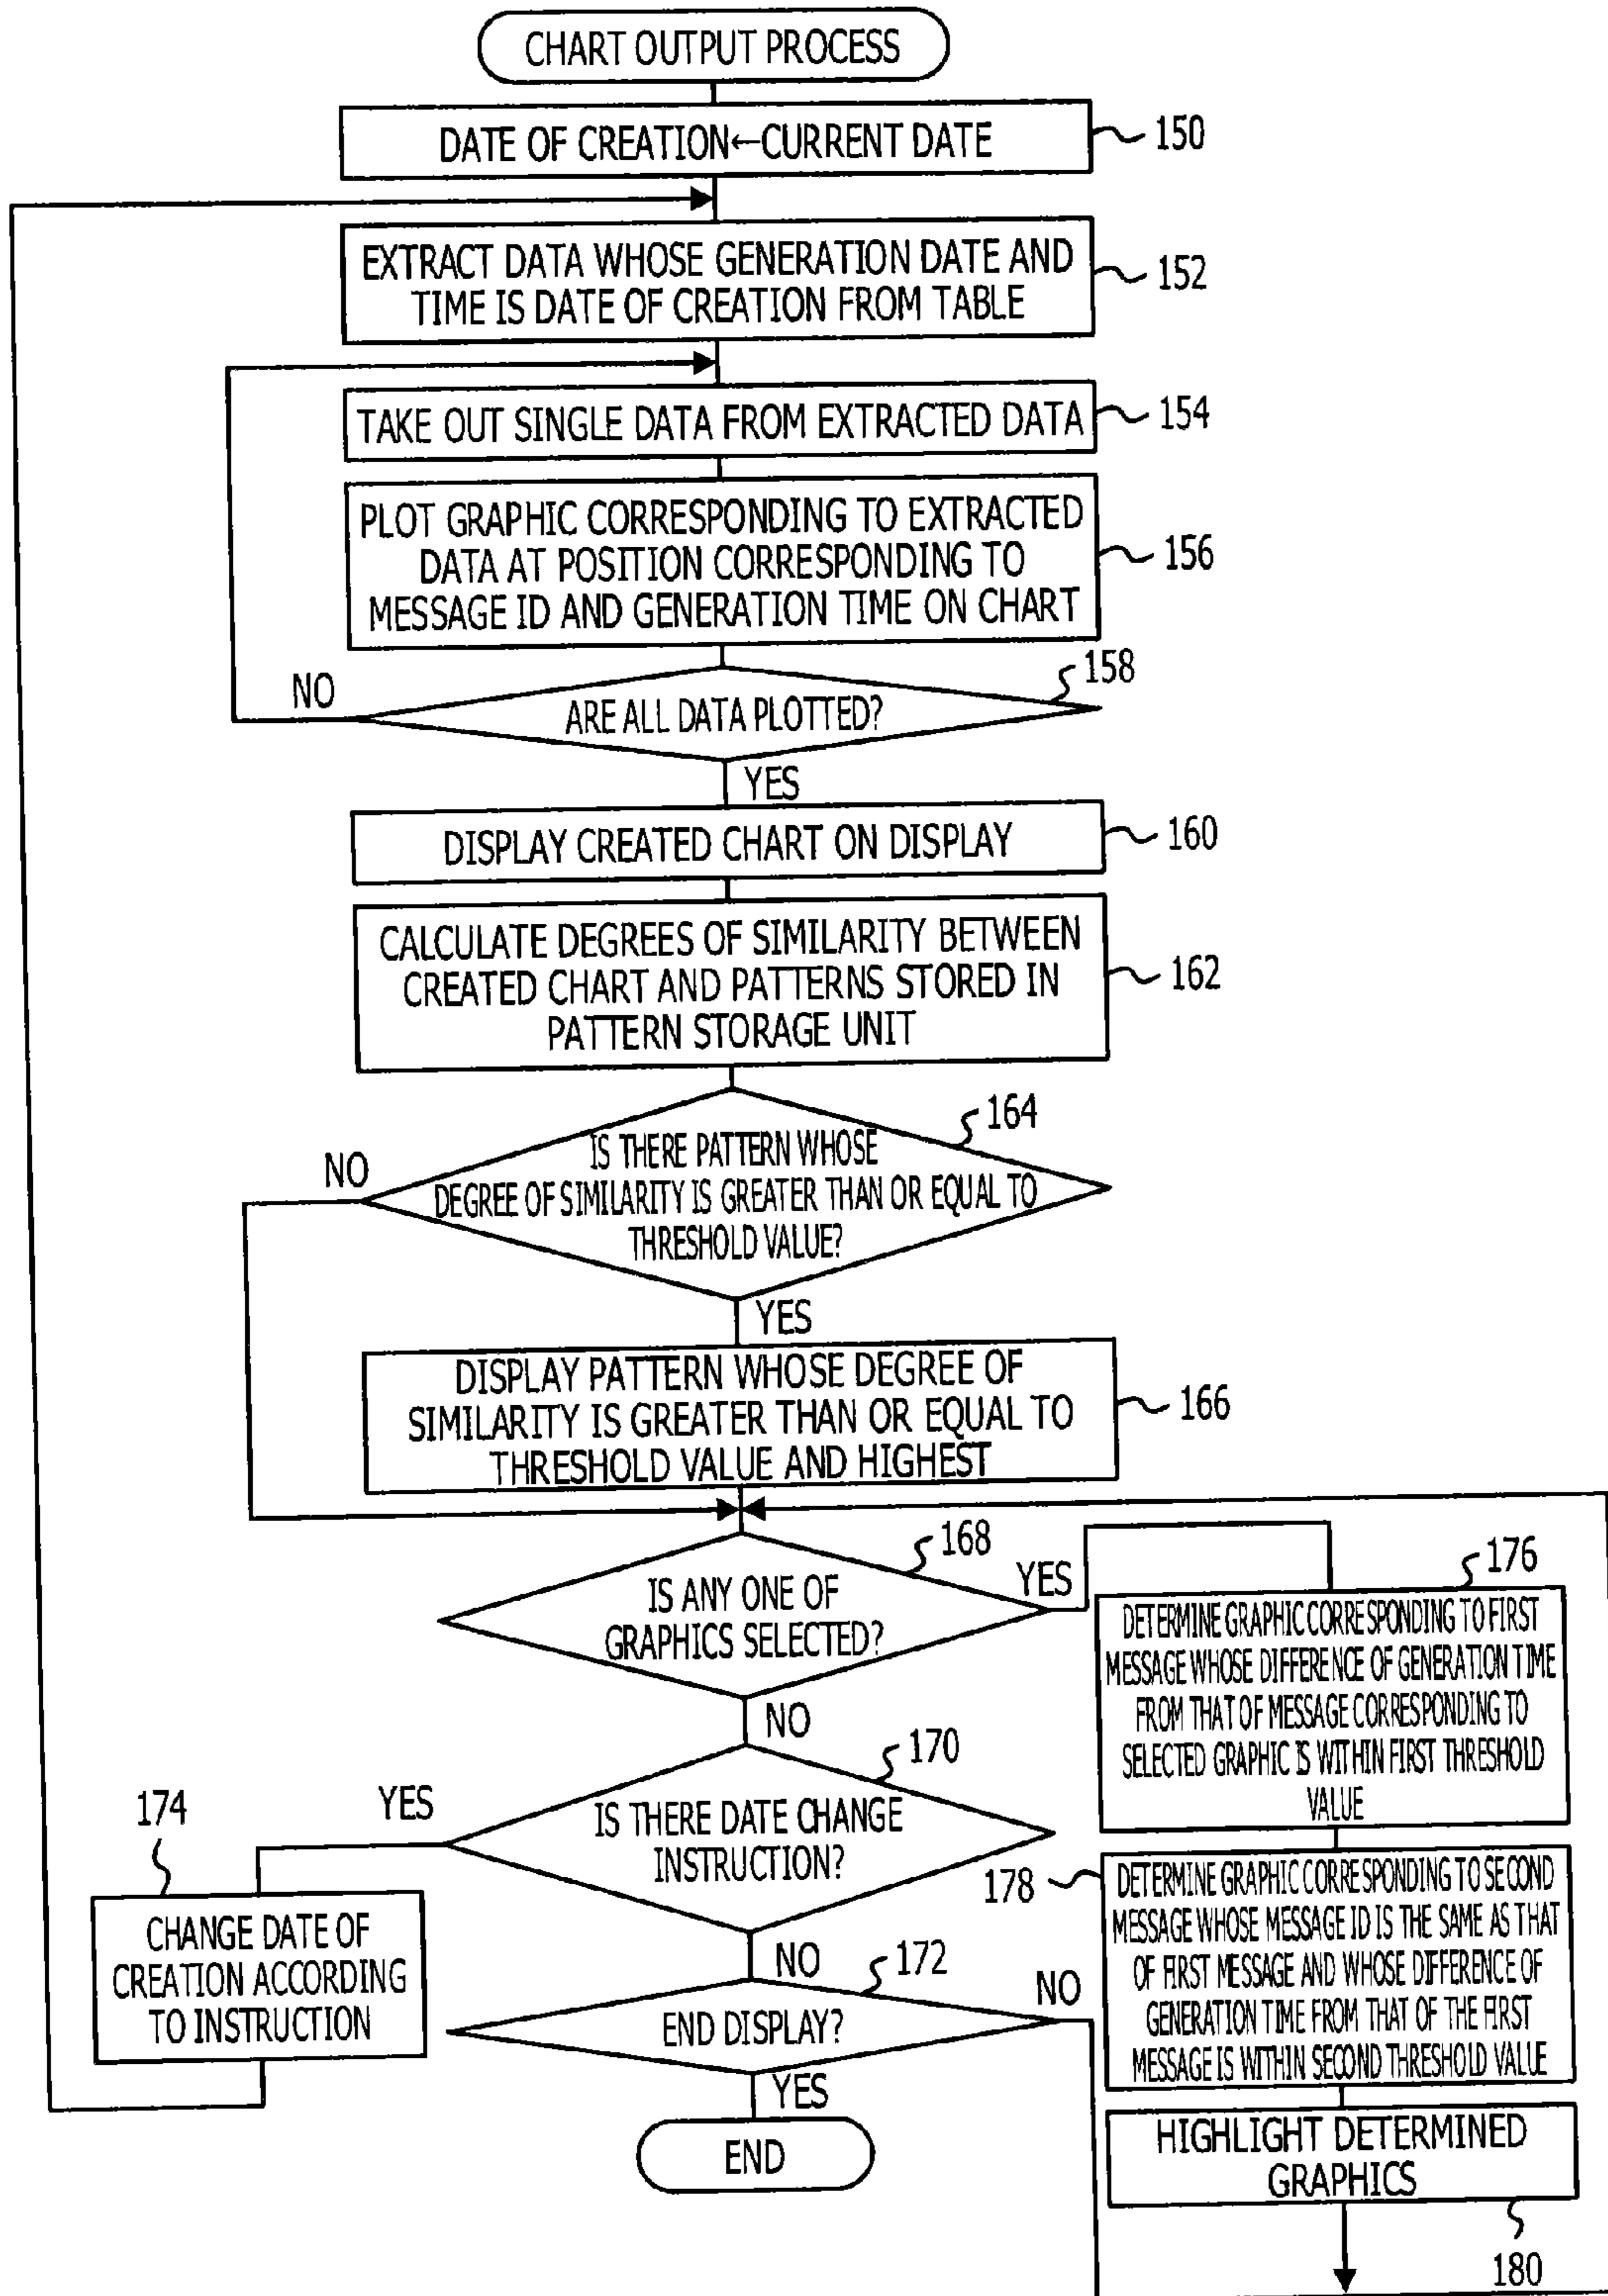 CHART OUTPUT PROCESS
DATE OF CREATION←CURRENT DATE
150
EXTRACT DATA WHOSE GENERATION DATE AND
TIME IS DATE OF CREATION FROM TABLE
152
TAKE OUT SINGLE DATA FROM EXTRACTED DATA
154
PLOT GRAPHIC CORRESPONDING TO EXTRACTED
DATA AT POSITION CORRESPONDING TO
MESSAGE ID AND GENERATION TIME ON CHART
156
158
NO
ARE ALL DATA PLOTTED?
YES
DISPLAY CREATED CHART ON DISPLAY
160
CALCULATE DEGREES OF SIMILARITY BETWEEN
CREATED CHART AND PATTERNS STORED IN
PATTERN STORAGE UNIT
162
164
NO
IS THERE PATTERN WHOSE
DEGREE OF SIMILARITY IS GREATER THAN OR EQUAL TO
THRESHOLD VALUE?
YES
DISPLAY PATTERN WHOSE DEGREE OF
SIMILARITY IS GREATER THAN OR EQUAL TO
THRESHOLD VALUE AND HIGHEST
166
168
YES
IS ANY ONE OF
GRAPHICS SELECTED?
NO
176
DETERMINE GRAPHIC CORRESPONDING TO FIRST
MESSAGE WHOSE DIFFERENCE OF GENERATION TIME
FROM THAT OF MESSAGE CORRESPONDING TO
SELECTED GRAPHIC IS WITHIN FIRST THRESHOLD
VALUE
170
YES
IS THERE DATE CHANGE
INSTRUCTION?
NO
174
CHANGE DATE OF
CREATION ACCORDING
TO INSTRUCTION
178
DETERMINE GRAPHIC CORRESPONDING TO SECOND
MESSAGE WHOSE MESSAGE ID IS THE SAME AS THAT
OF FIRST MESSAGE AND WHOSE DIFFERENCE OF
GENERATION TIME FROM THAT OF THE FIRST
MESSAGE IS WITHIN SECOND THRESHOLD VALUE
172
NO
END DISPLAY?
YES
END
HIGHLIGHT DETERMINED
GRAPHICS
180